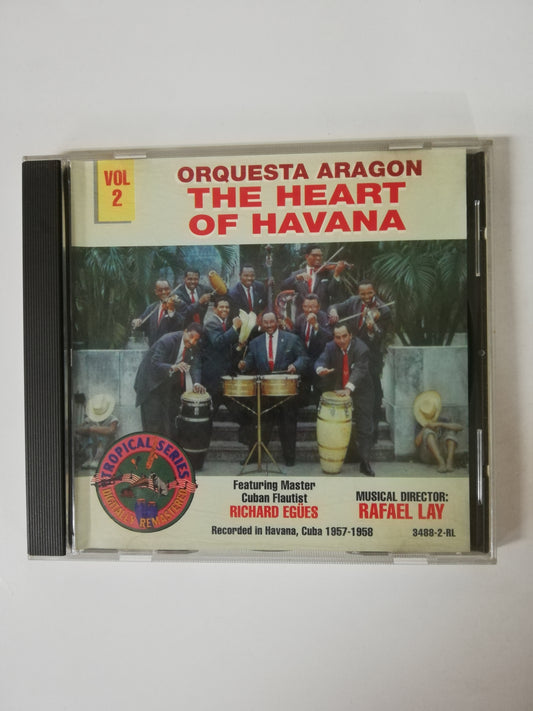 VOL
2
ORQUESTA ARAGON
THE HEART
OF HAVANA
TROPICAL SERIES
DIGITALLY REMASTERED
Featuring Master
Cuban Flautist
RICHARD EGÜES
MUSICAL DIRECTOR:
RAFAEL LAY
Recorded in Havana, Cuba 1957-1958
3488-2-RL